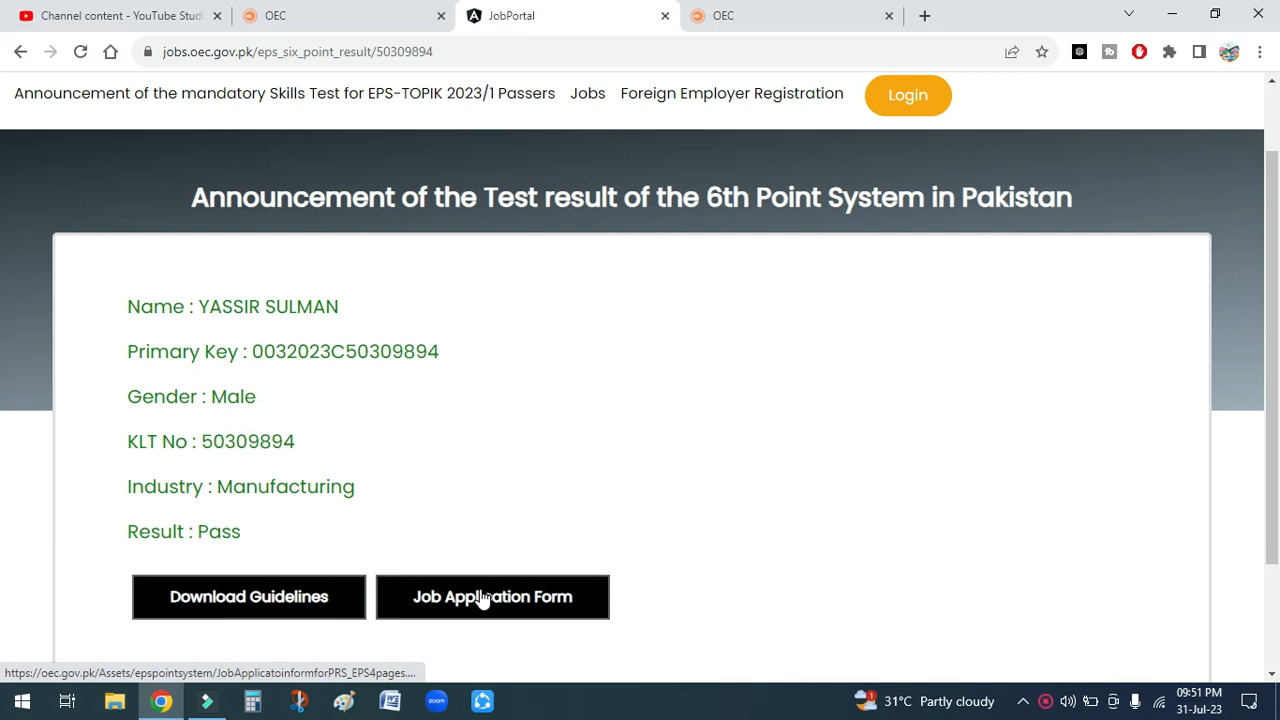 Channel content - YouTube Studi
OEC
JobPortal
OEC
jobs.oec.gov.pk/eps_six_point_result/50309894
Announcement of the mandatory Skills Test for EPS-TOPIK 2023/1 Passers Jobs Foreign Employer Registration Login
Announcement of the Test result of the 6th Point System in Pakistan
Name : YASSIR SULMAN
Primary Key : 0032023C50309894
Gender : Male
KLT No : 50309894
Industry : Manufacturing
Result : Pass
Download Guidelines Job Application Form
https://oec.gov.pk/Assets/epspointsystem/JobApplicatoinformforPRS_EPS4pages....
zoom
1
31°C Partly cloudy
09:51 PM
31-Jul-23